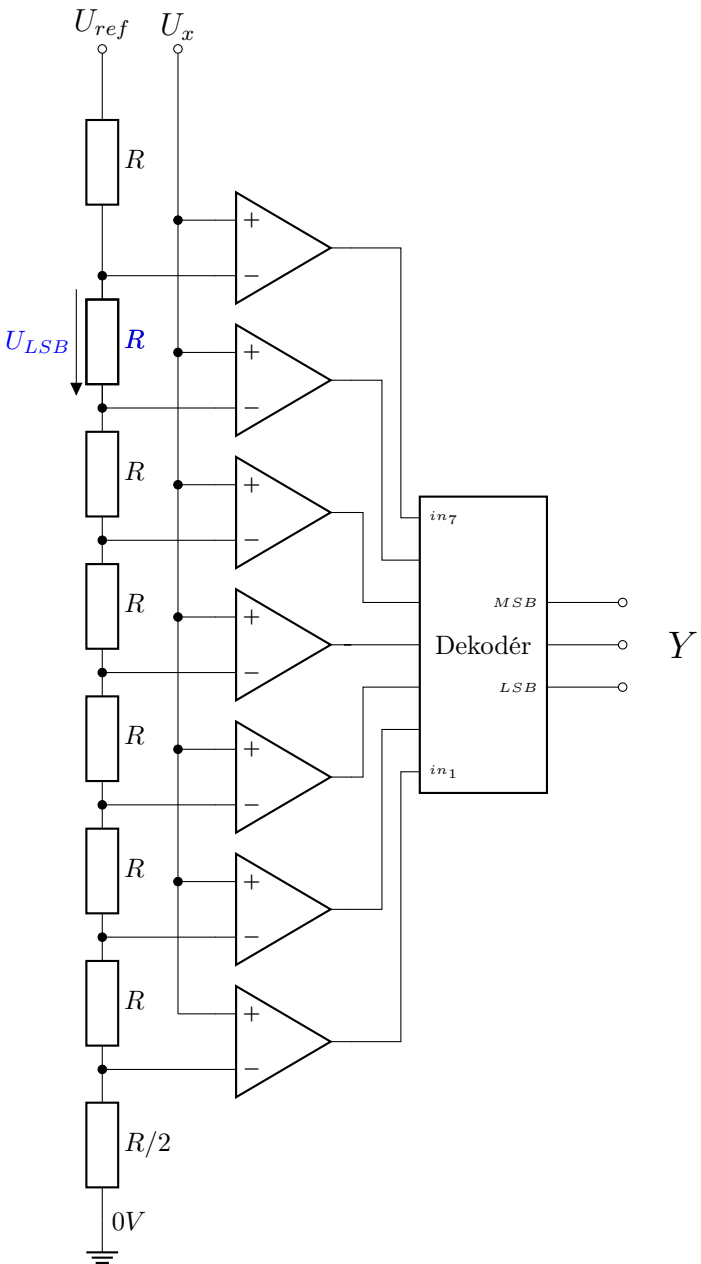 U_ref U_x
R
+
−
U_LSB R
+
−
R
+
−
in_7
R
MSB
+
Dekodér Y
−
LSB
R
+
in_1
−
R
+
−
R
+
−
R/2
0V